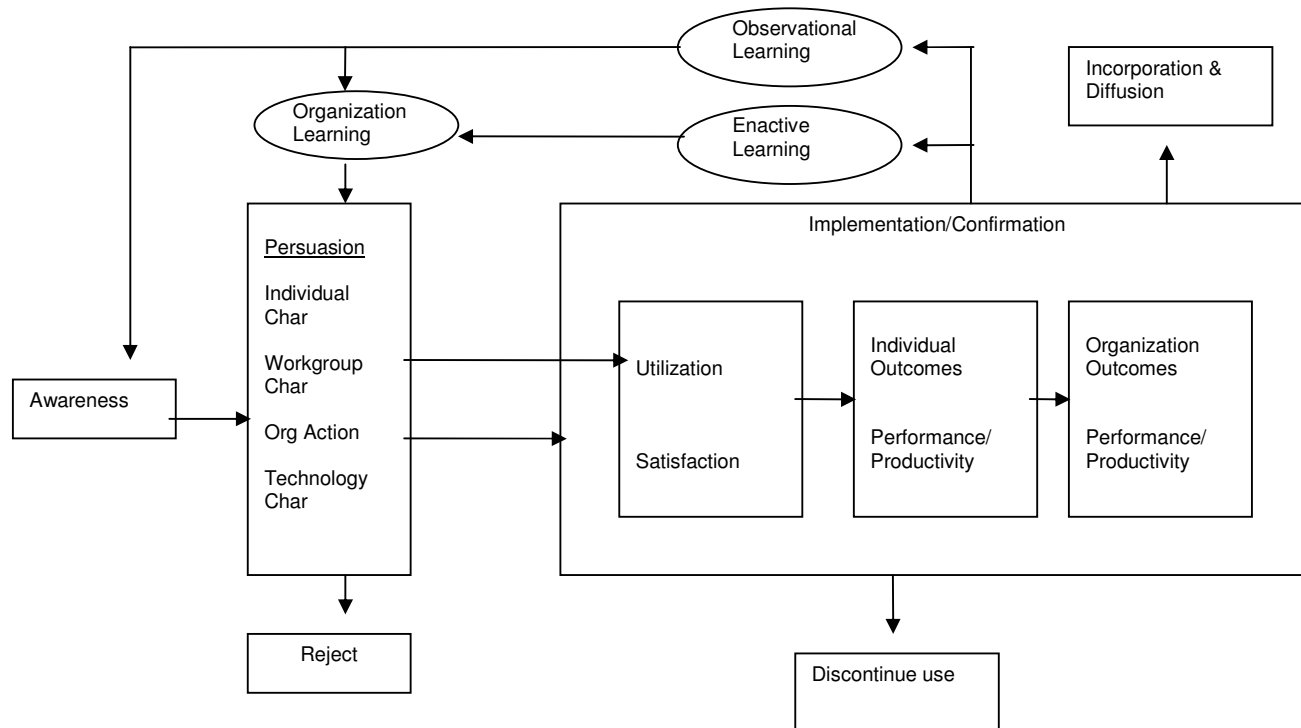 Observational
Learning
Incorporation &
Diffusion
Organization
Learning
Enactive
Learning
Implementation/Confirmation
Persuasion
Individual
Char
Workgroup
Char
Org Action
Technology
Char
Awareness
Utilization
Satisfaction
Individual
Outcomes
Performance/
Productivity
Organization
Outcomes
Performance/
Productivity
Reject
Discontinue use